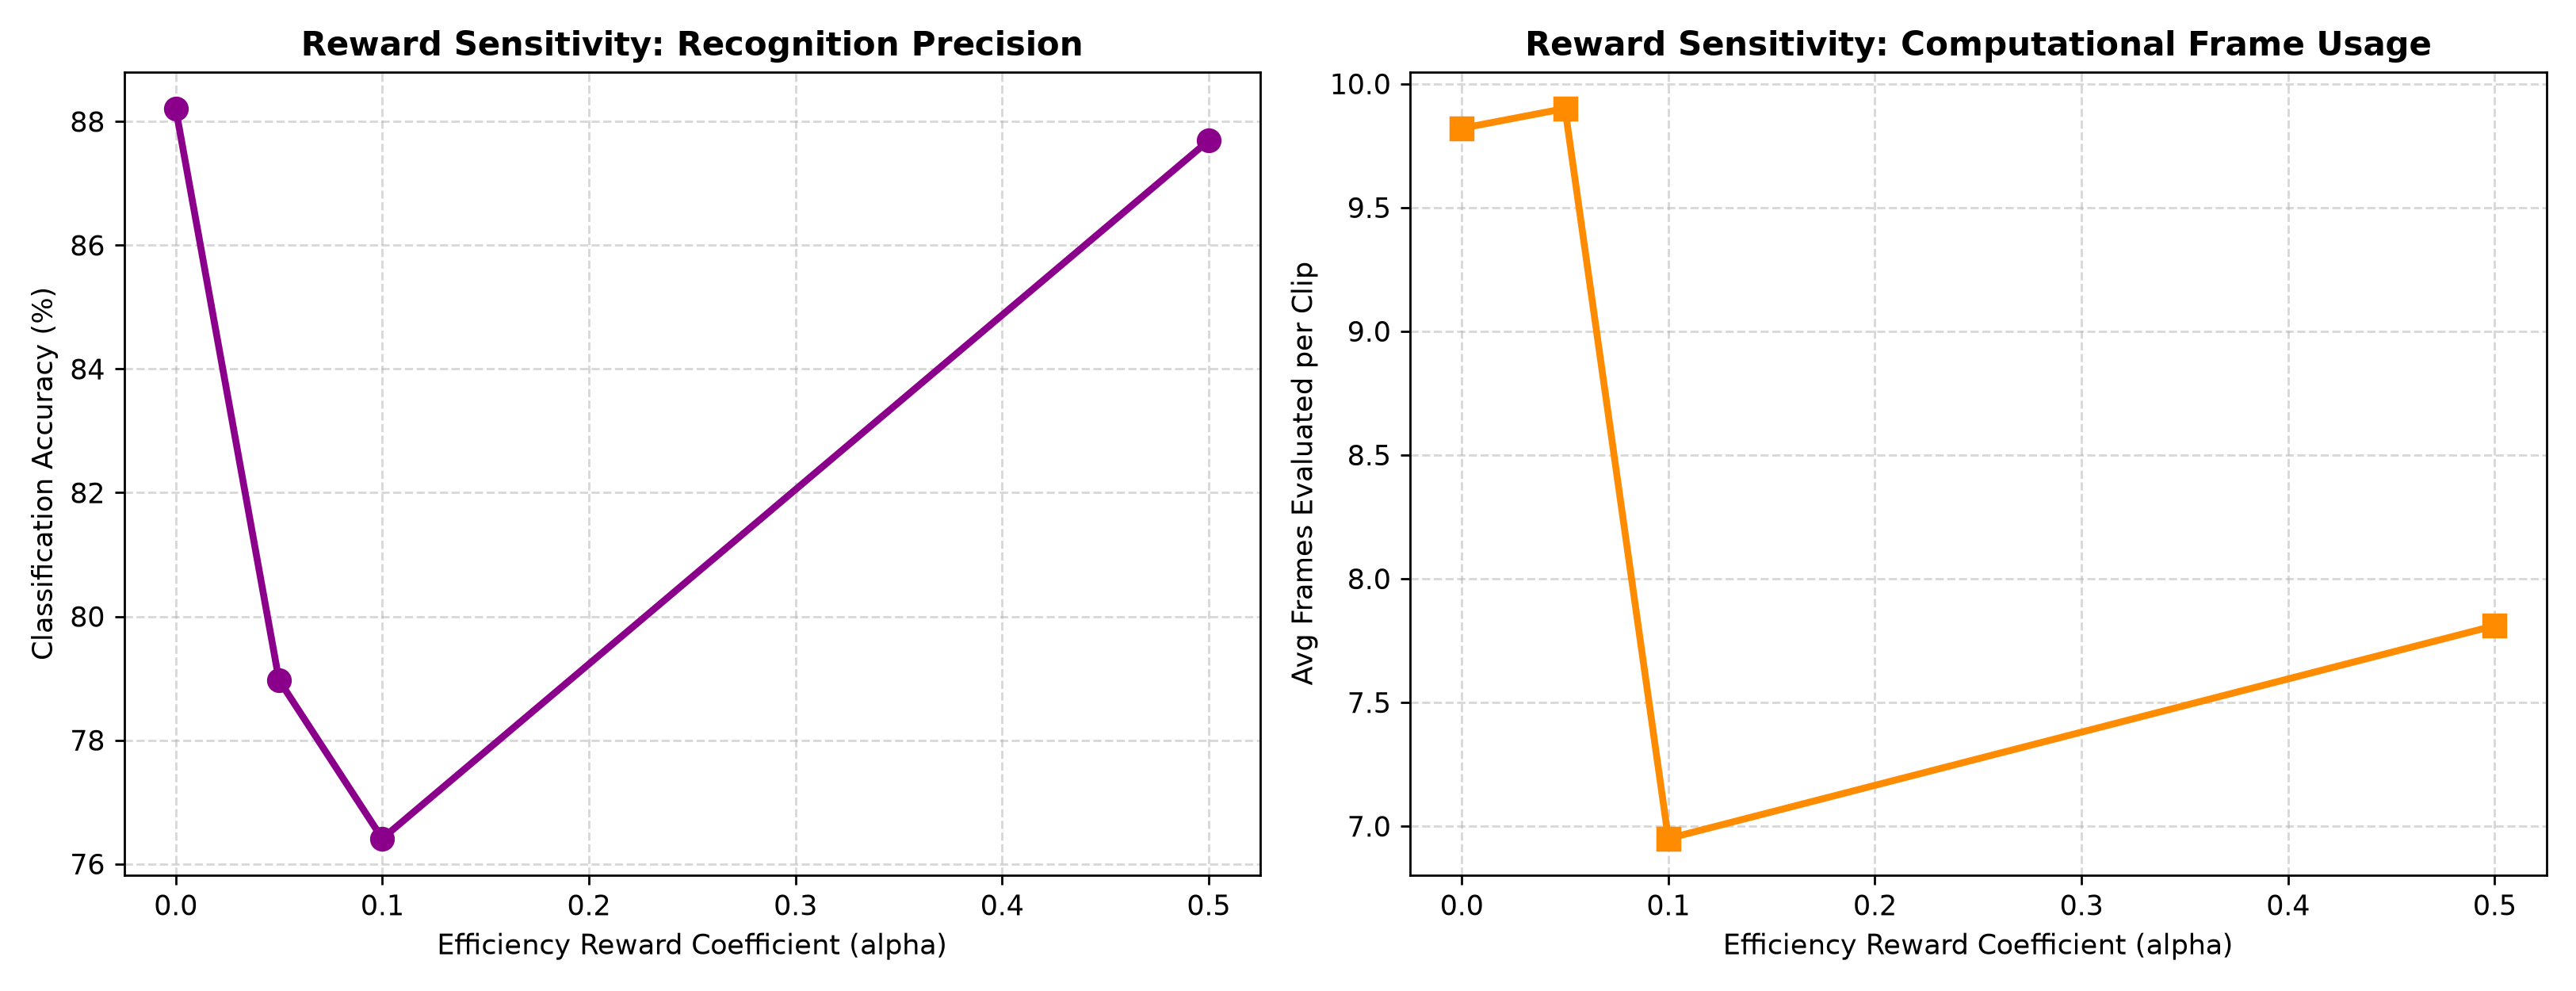 Reward Sensitivity: Recognition Precision
Classification Accuracy (%)
88
86
84
82
80
78
76
0.0 0.1 0.2 0.3 0.4 0.5
Efficiency Reward Coefficient (alpha)
Reward Sensitivity: Computational Frame Usage
Avg Frames Evaluated per Clip
10.0
9.5
9.0
8.5
8.0
7.5
7.0
0.0 0.1 0.2 0.3 0.4 0.5
Efficiency Reward Coefficient (alpha)